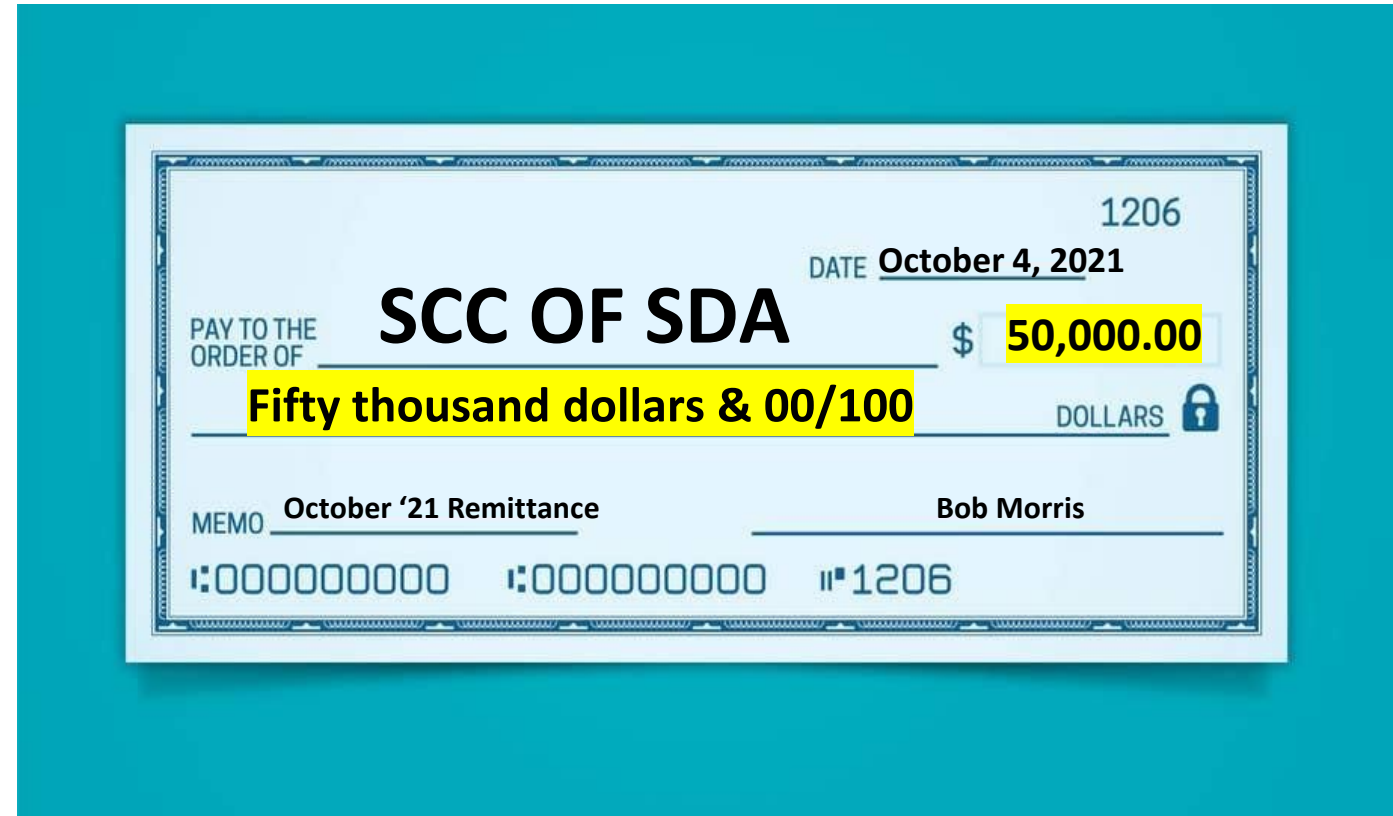 1206
DATE October 4, 2021
PAY TO THE
ORDER OF SCC OF SDA $ 50,000.00
Fifty thousand dollars & 00/100 DOLLARS
MEMO October ‘21 Remittance Bob Morris
⑆000000000 ⑆000000000 ⑈1206